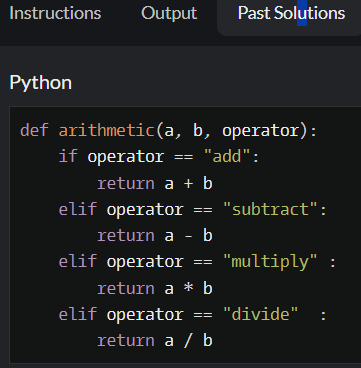 Instructions Output Past Solutions
Python
def arithmetic(a, b, operator):
    if operator == "add":
        return a + b
    elif operator == "subtract":
        return a - b
    elif operator == "multiply" :
        return a * b
    elif operator == "divide"  :
        return a / b